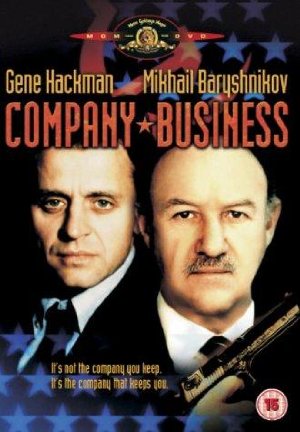 MGM DVD
Gene Hackman Mikhail Baryshnikov
COMPANY★BUSINESS
It's not the company you keep.
It's the company that keeps you.
15